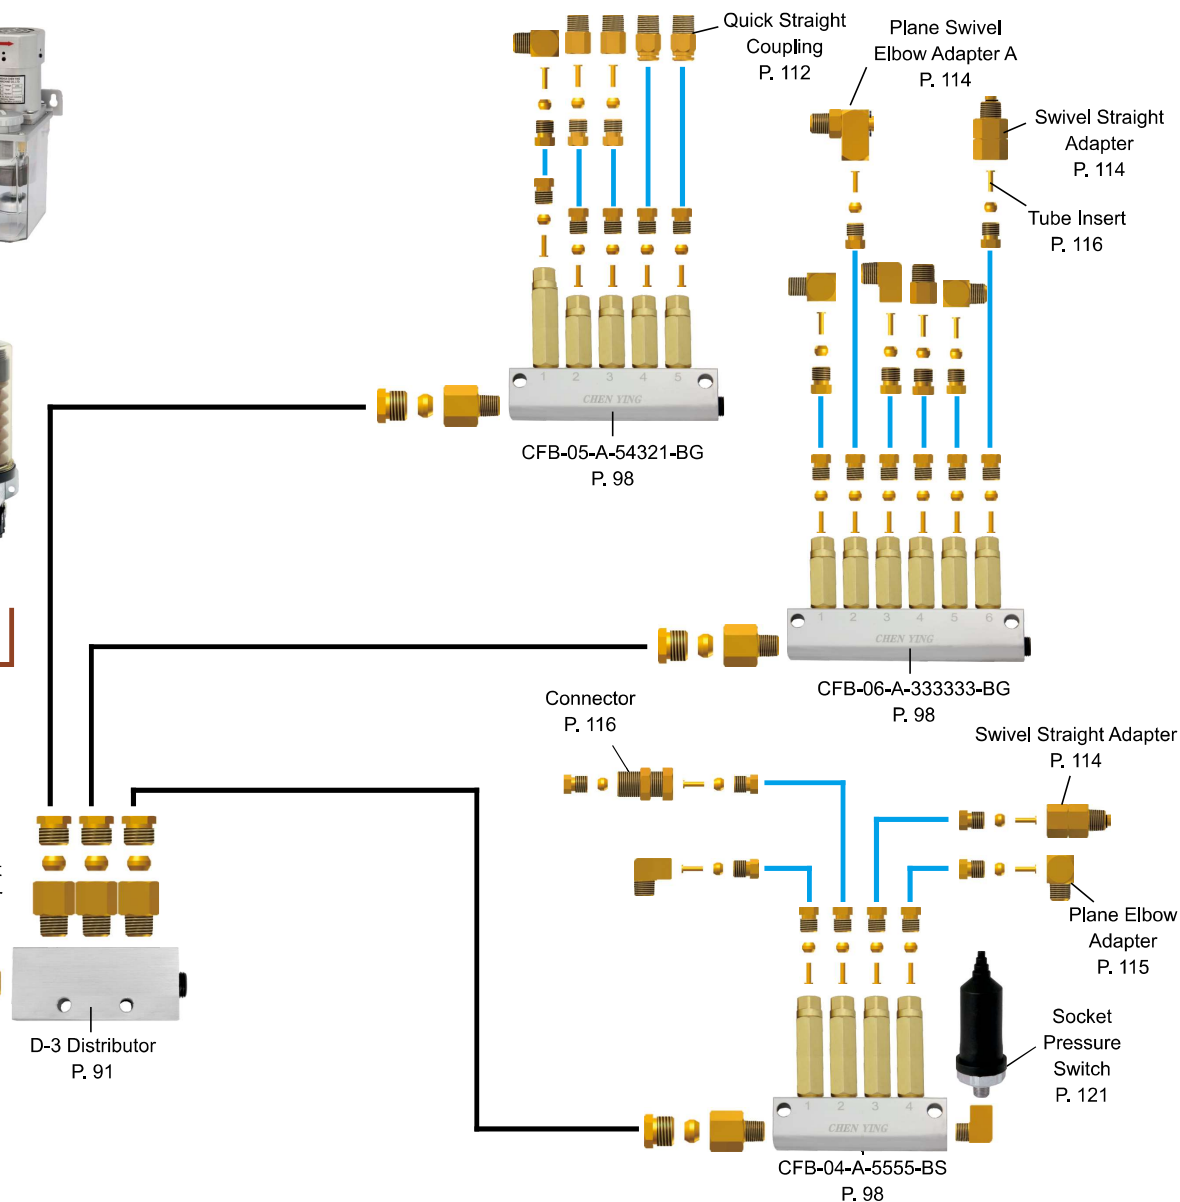 Quick Straight
Coupling
P. 112
Plane Swivel
Elbow Adapter A
P. 114
Swivel Straight
Adapter
P. 114
Tube Insert
P. 116
1 2 3 4 5
CHEN YING
CFB-05-A-54321-BG
P. 98
1 2 3 4 5 6
CHEN YING
CFB-06-A-333333-BG
P. 98
Connector
P. 116
Swivel Straight Adapter
P. 114
Plane Elbow
Adapter
P. 115
D-3 Distributor
P. 91
Socket
Pressure
Switch
P. 121
1 2 3 4
CHEN YING
CFB-04-A-5555-BS
P. 98